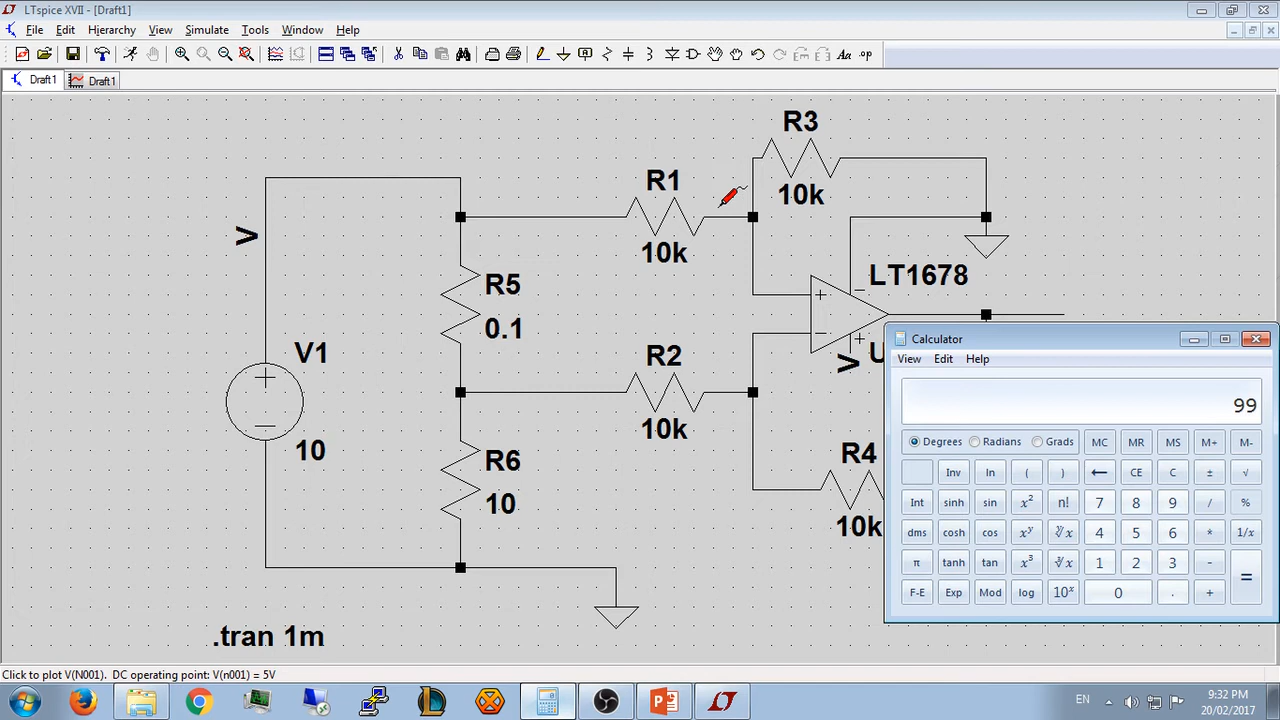 LTspice XVII - [Draft1]
File Edit Hierarchy View Simulate Tools Window Help
Draft1 Draft1
R3
10k
R1
10k
V
LT1678
R5
0.1
V1
10
R2
10k
V
U
R6
10
R4
10k
.tran 1m
Calculator
View Edit Help
99
Degrees Radians Grads MC MR MS M+ M-
Inv ln ( ) ← CE C ± √
Int sinh sin x² n! 7 8 9 / %
dms cosh cos xʸ ʸ√x 4 5 6 * 1/x
π tanh tan x³ ³√x 1 2 3 - =
F-E Exp Mod log 10ˣ 0 . +
Click to plot V(N001). DC operating point: V(n001) = 5V
EN
9:32 PM
20/02/2017